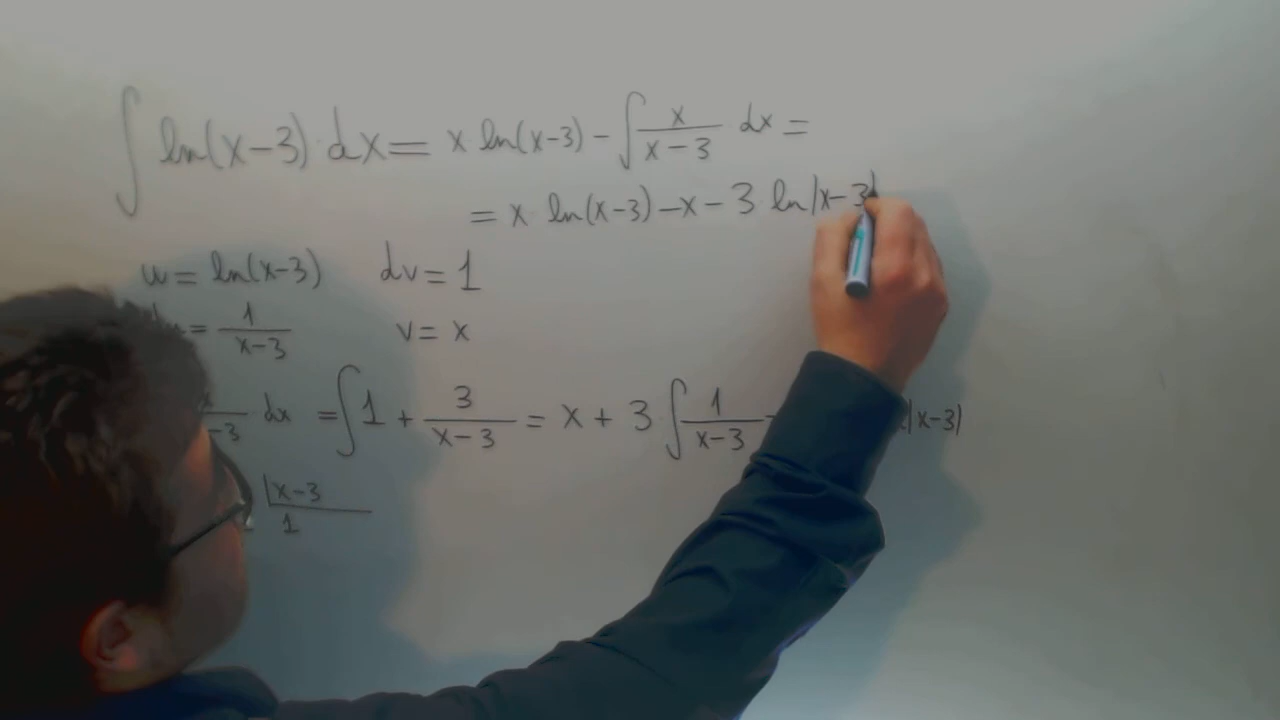 ∫ ln(x-3) dx = x ln(x-3) - ∫ x/(x-3) dx =
= x ln(x-3) - x - 3 ln|x-3|
u = ln(x-3) dv = 1
= 1/(x-3) v = x
dx = ∫ 1 + 3/(x-3) = x + 3 ∫ 1/(x-3) |x-3|
x-3
1